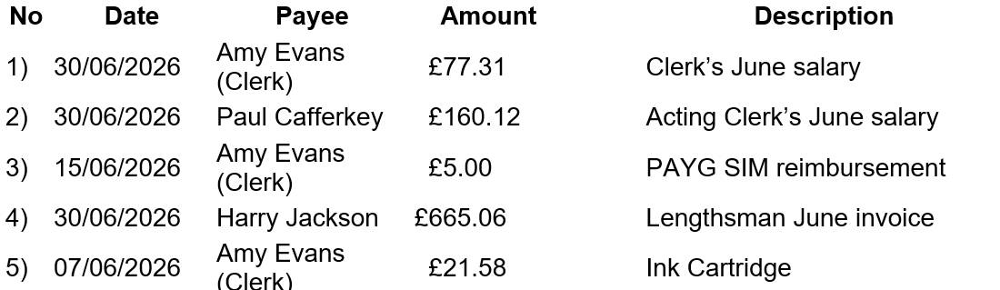 No Date Payee Amount Description
1) 30/06/2026 Amy Evans (Clerk) £77.31 Clerk’s June salary
2) 30/06/2026 Paul Cafferkey £160.12 Acting Clerk’s June salary
3) 15/06/2026 Amy Evans (Clerk) £5.00 PAYG SIM reimbursement
4) 30/06/2026 Harry Jackson £665.06 Lengthsman June invoice
5) 07/06/2026 Amy Evans (Clerk) £21.58 Ink Cartridge